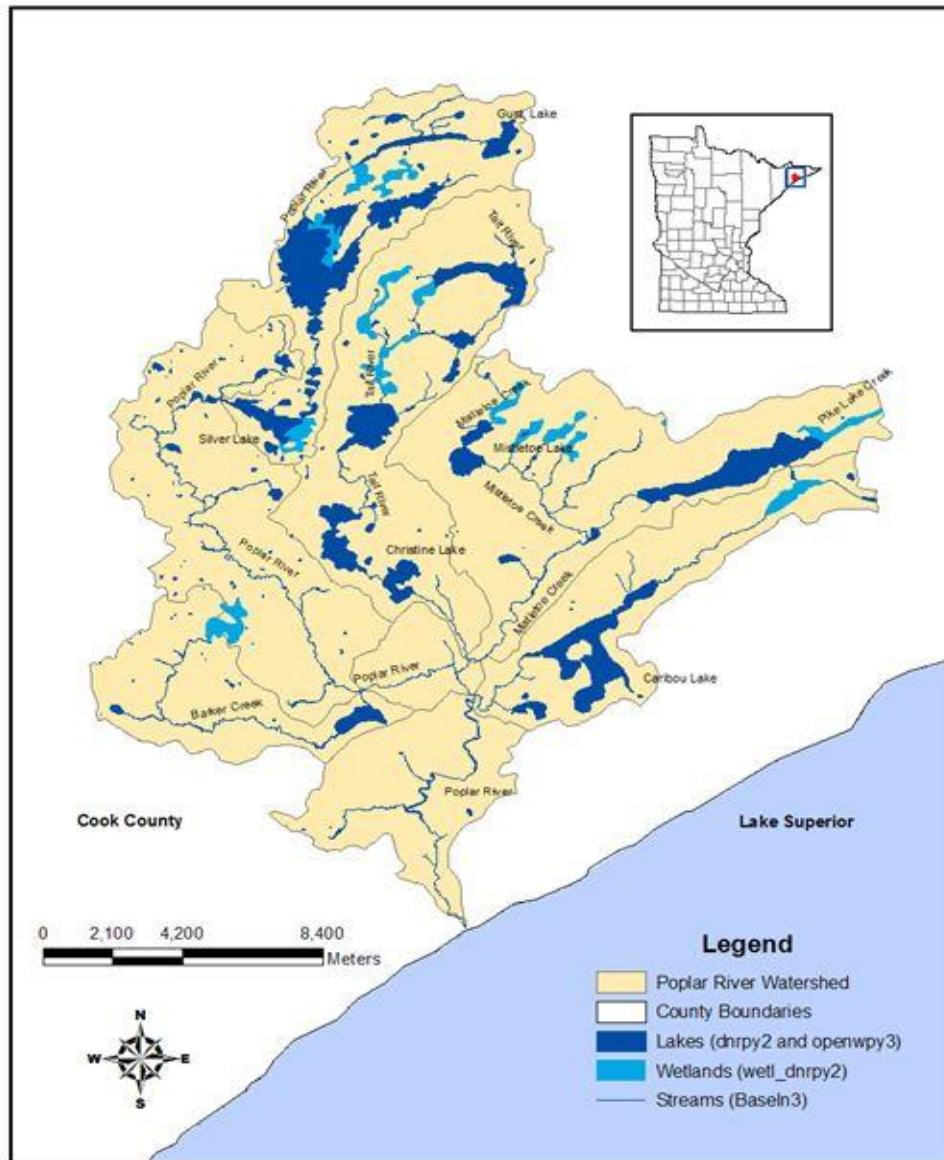 Gust Lake
Poplar River
Tait River
Poplar River
Tait River
Mistletoe Creek
Pike Lake Creek
Silver Lake
Mistletoe Lake
Tait River
Mistletoe Creek
Poplar River
Christine Lake
Mistletoe Creek
Poplar River
Caribou Lake
Barker Creek
Poplar River
Cook County
Lake Superior
0 2,100 4,200 8,400
Meters
Legend
Poplar River Watershed
County Boundaries
Lakes (dnrpy2 and openwpy3)
Wetlands (wetl_dnrpy2)
Streams (Baseln3)
N
W E
S